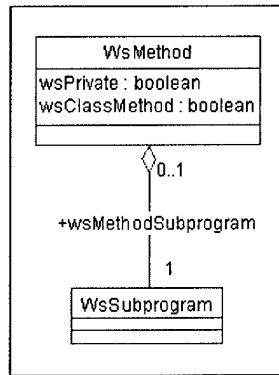 WsMethod
wsPrivate : boolean
wsClassMethod : boolean
0..1
+wsMethodSubprogram
1
WsSubprogram